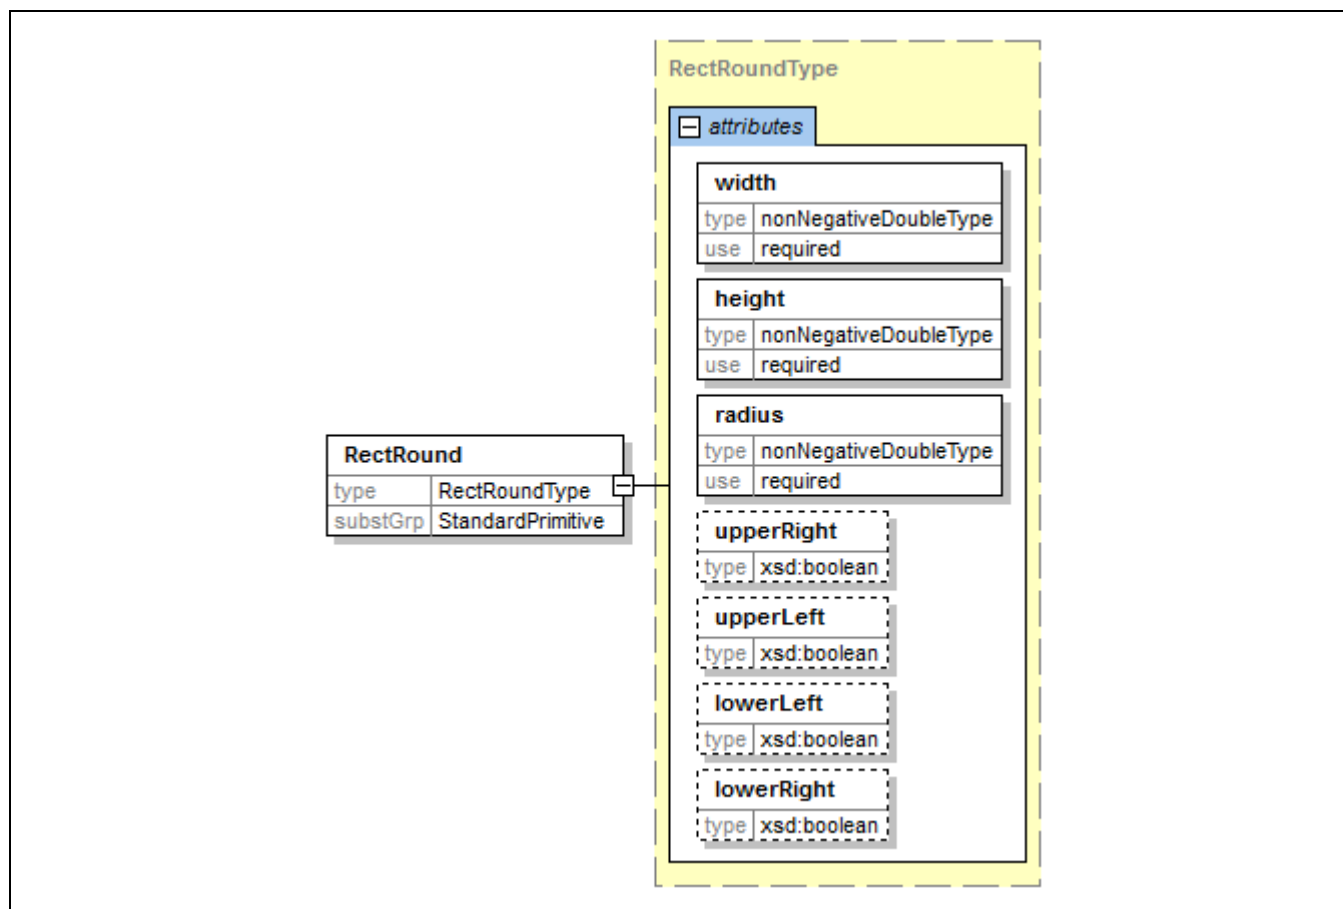 RectRoundType
attributes
width
type nonNegativeDoubleType
use required
height
type nonNegativeDoubleType
use required
radius
type nonNegativeDoubleType
use required
RectRound
type RectRoundType
substGrp StandardPrimitive
upperRight
type xsd:boolean
upperLeft
type xsd:boolean
lowerLeft
type xsd:boolean
lowerRight
type xsd:boolean